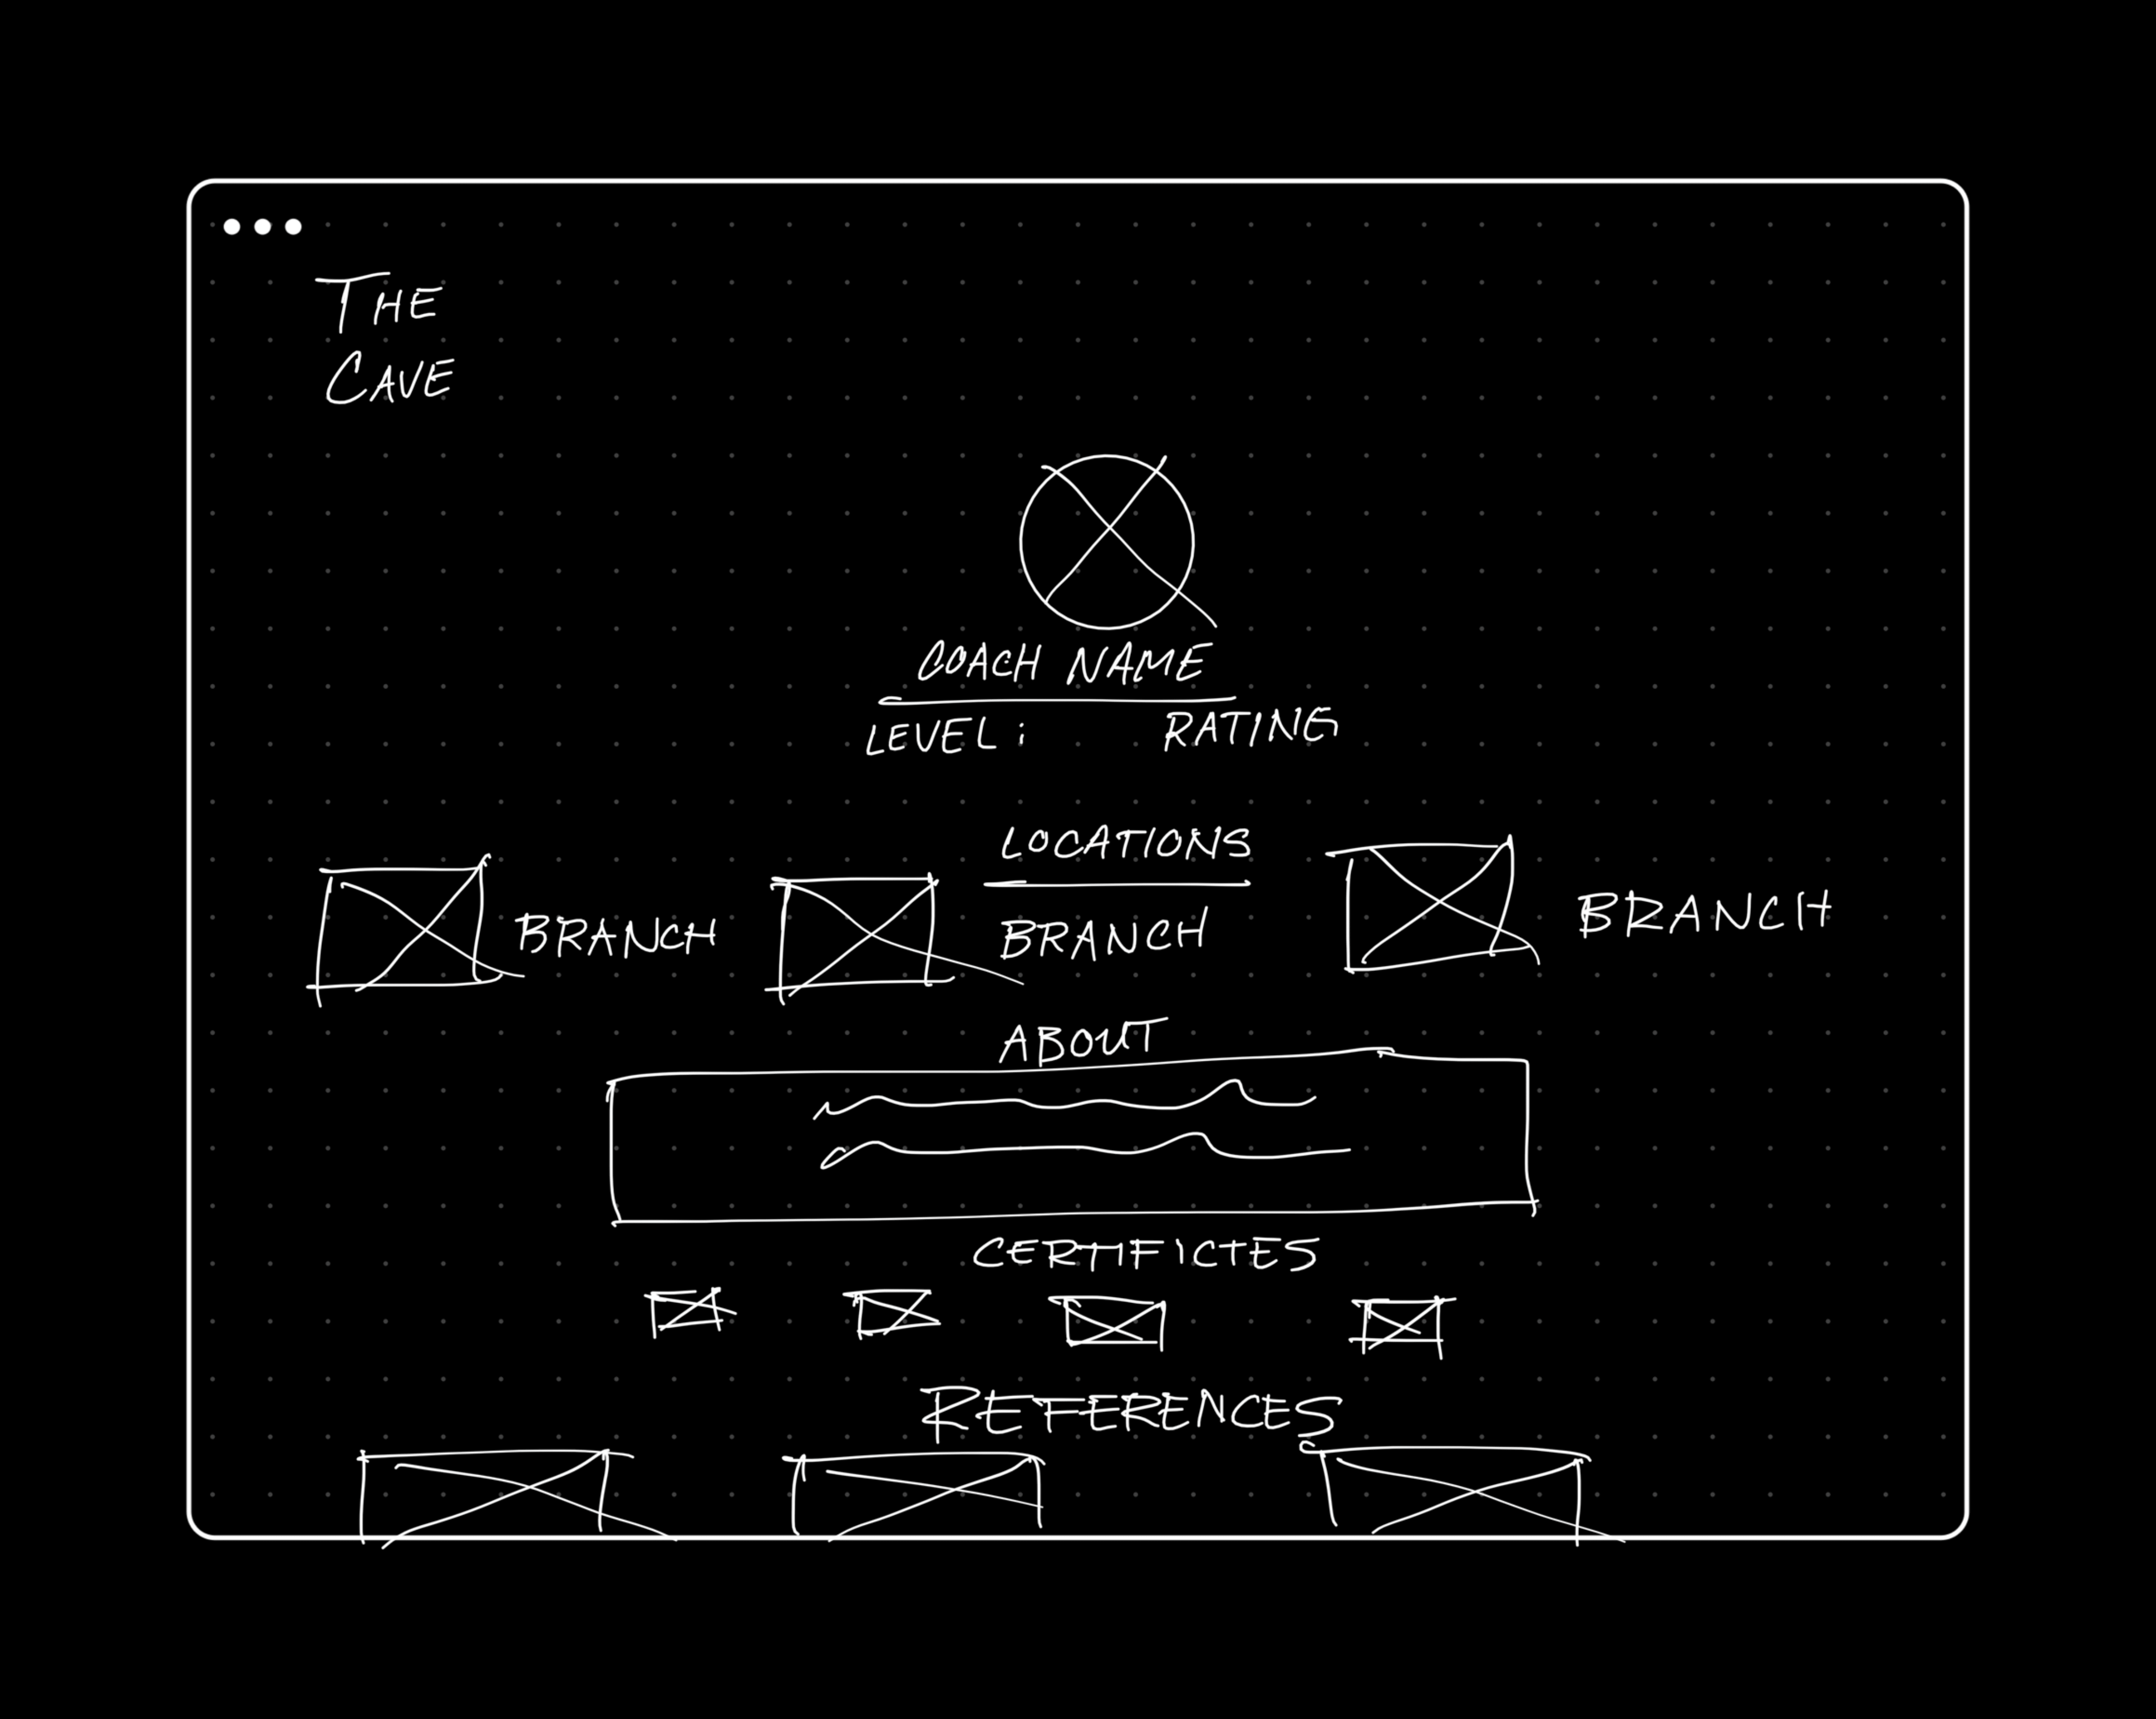 THE
CAVE
COACH NAME
LEVEL :
RATING
LOCATIONS
BRANCH
BRANCH
BRANCH
ABOUT
CERTIFICTES
REFERENCES